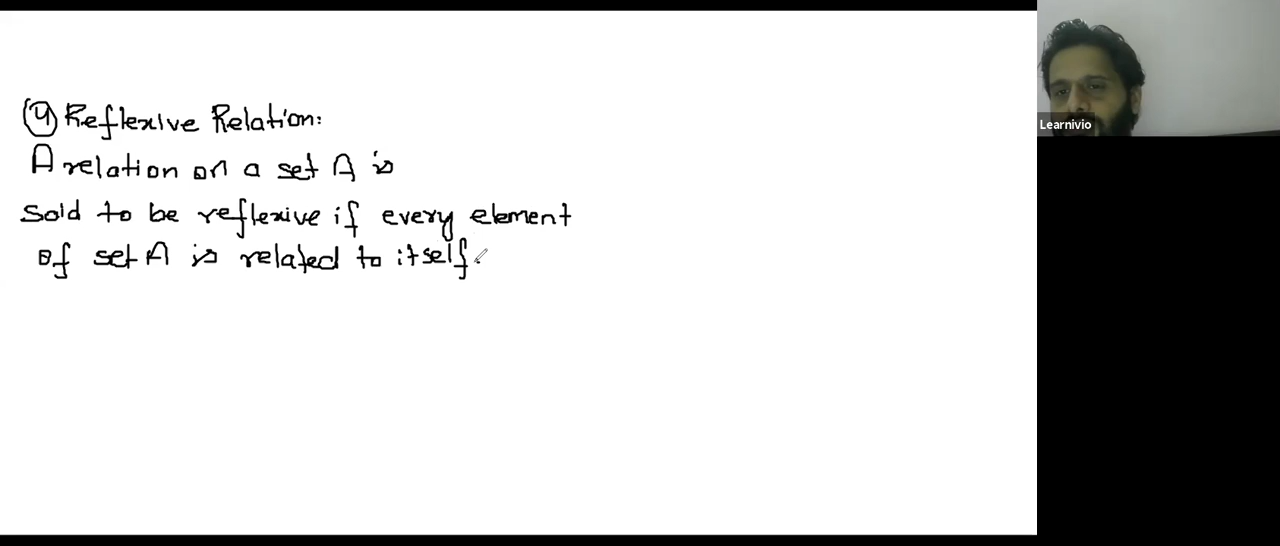 ④ Reflexive Relation:
A relation on a set A is
said to be reflexive if every element
of set A is related to itself.
Learnivio